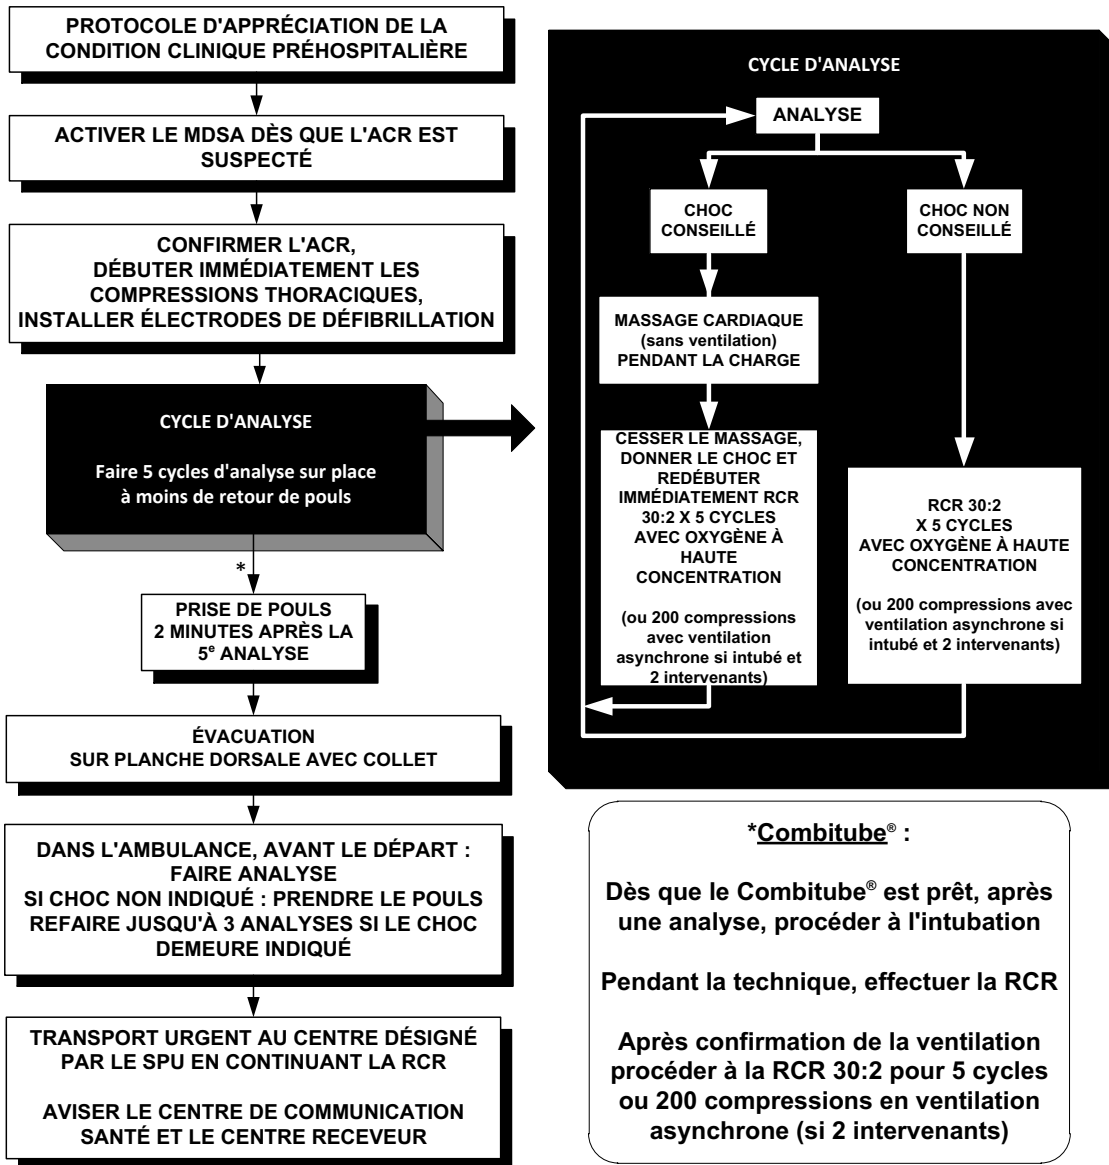 PROTOCOLE D'APPRÉCIATION DE LA
CONDITION CLINIQUE PRÉHOSPITALIÈRE
ACTIVER LE MDSA DÈS QUE L'ACR EST
SUSPECTÉ
CONFIRMER L'ACR,
DÉBUTER IMMÉDIATEMENT LES
COMPRESSIONS THORACIQUES,
INSTALLER ÉLECTRODES DE DÉFIBRILLATION
CYCLE D'ANALYSE
Faire 5 cycles d'analyse sur place
à moins de retour de pouls
*
PRISE DE POULS
2 MINUTES APRÈS LA
5e ANALYSE
ÉVACUATION
SUR PLANCHE DORSALE AVEC COLLET
DANS L'AMBULANCE, AVANT LE DÉPART :
FAIRE ANALYSE
SI CHOC NON INDIQUÉ : PRENDRE LE POULS
REFAIRE JUSQU'À 3 ANALYSES SI LE CHOC
DEMEURE INDIQUÉ
TRANSPORT URGENT AU CENTRE DÉSIGNÉ
PAR LE SPU EN CONTINUANT LA RCR
AVISER LE CENTRE DE COMMUNICATION
SANTÉ ET LE CENTRE RECEVEUR
CYCLE D'ANALYSE
ANALYSE
CHOC
CONSEILLÉ
CHOC NON
CONSEILLÉ
MASSAGE CARDIAQUE
(sans ventilation)
PENDANT LA CHARGE
CESSER LE MASSAGE,
DONNER LE CHOC ET
REDÉBUTER
IMMÉDIATEMENT RCR
30:2 X 5 CYCLES
AVEC OXYGÈNE À
HAUTE
CONCENTRATION
(ou 200 compressions
avec ventilation
asynchrone si intubé et
2 intervenants)
RCR 30:2
X 5 CYCLES
AVEC OXYGÈNE À HAUTE
CONCENTRATION
(ou 200 compressions avec
ventilation asynchrone si
intubé et 2 intervenants)
*Combitube® :
Dès que le Combitube® est prêt, après
une analyse, procéder à l'intubation
Pendant la technique, effectuer la RCR
Après confirmation de la ventilation
procéder à la RCR 30:2 pour 5 cycles
ou 200 compressions en ventilation
asynchrone (si 2 intervenants)